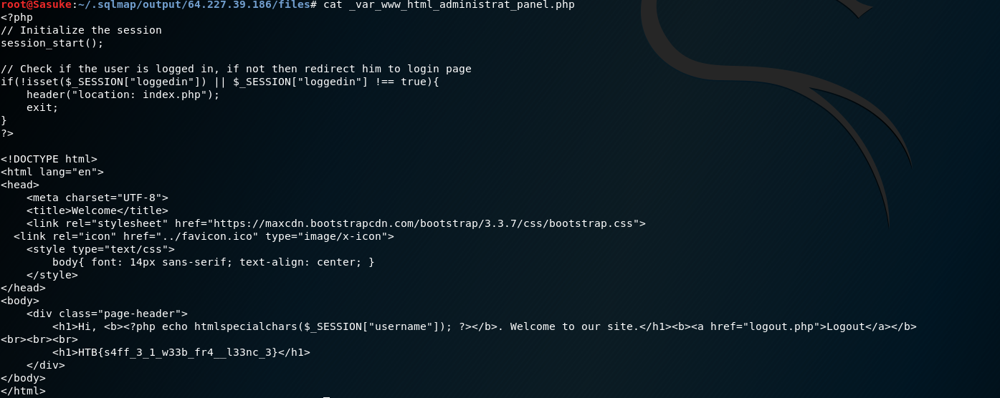 root@Sasuke:~/.sqlmap/output/64.227.39.186/files# cat _var_www_html_administrat_panel.php
<?php
// Initialize the session
session_start();

// Check if the user is logged in, if not then redirect him to login page
if(!isset($_SESSION["loggedin"]) || $_SESSION["loggedin"] !== true){
    header("location: index.php");
    exit;
}
?>

<!DOCTYPE html>
<html lang="en">
<head>
    <meta charset="UTF-8">
    <title>Welcome</title>
    <link rel="stylesheet" href="https://maxcdn.bootstrapcdn.com/bootstrap/3.3.7/css/bootstrap.css">
  <link rel="icon" href="../favicon.ico" type="image/x-icon">
    <style type="text/css">
        body{ font: 14px sans-serif; text-align: center; }
    </style>
</head>
<body>
    <div class="page-header">
        <h1>Hi, <b><?php echo htmlspecialchars($_SESSION["username"]); ?></b>. Welcome to our site.</h1><b><a href="logout.php">Logout</a></b>
<br><br><br>
        <h1>HTB{s4ff_3_1_w33b_fr4__l33nc_3}</h1>
    </div>
</body>
</html>